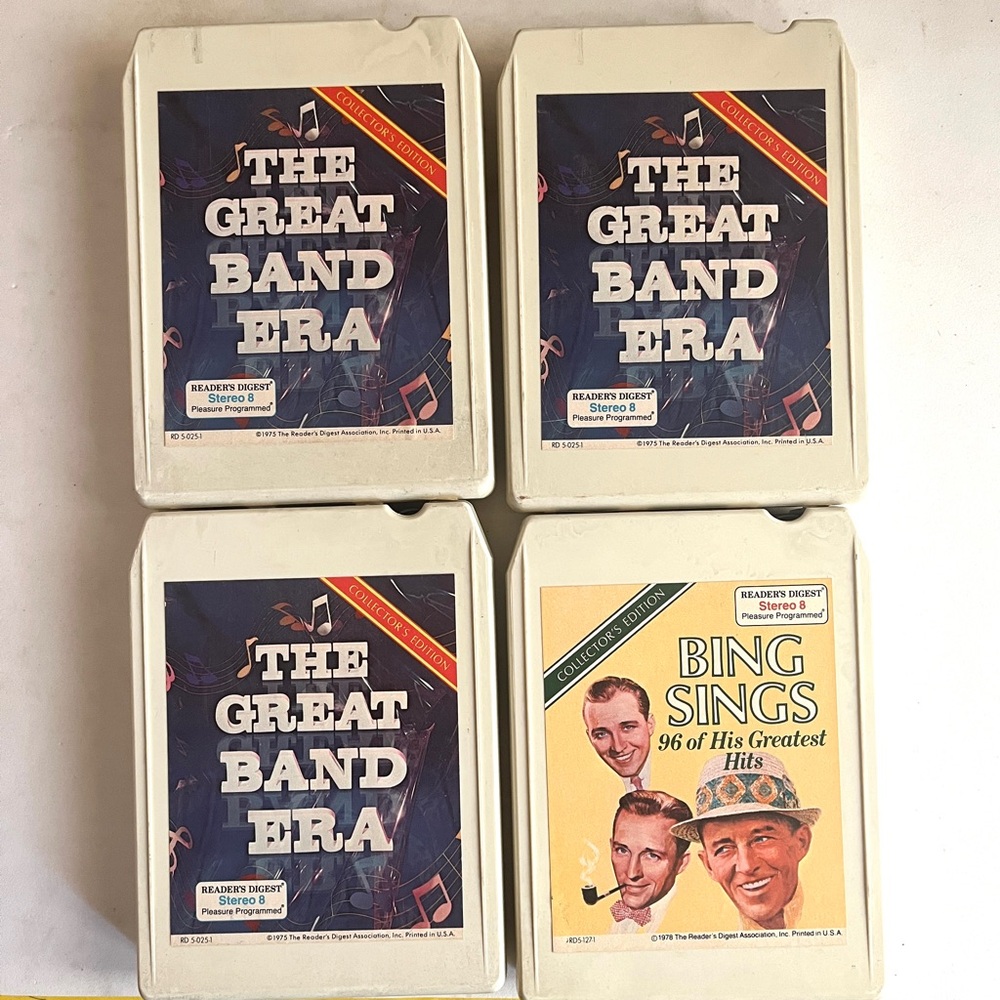 COLLECTOR'S EDITION
THE
GREAT
BAND
ERA
READER'S DIGEST®
Stereo 8
Pleasure Programmed®
RD 5-025-1
©1975 The Reader's Digest Association, Inc. Printed in U.S.A.
COLLECTOR'S EDITION
THE
GREAT
BAND
ERA
READER'S DIGEST®
Stereo 8
Pleasure Programmed®
RD 5-025-1
©1975 The Reader's Digest Association, Inc. Printed in U.S.A.
COLLECTOR'S EDITION
THE
GREAT
BAND
ERA
READER'S DIGEST®
Stereo 8
Pleasure Programmed®
RD 5-025-1
©1975 The Reader's Digest Association, Inc. Printed in U.S.A.
COLLECTOR'S EDITION
READER'S DIGEST®
Stereo 8
Pleasure Programmed®
BING
SINGS
96 of His Greatest
Hits
RD5-127-1
©1978 The Reader's Digest Association, Inc. Printed in U.S.A.